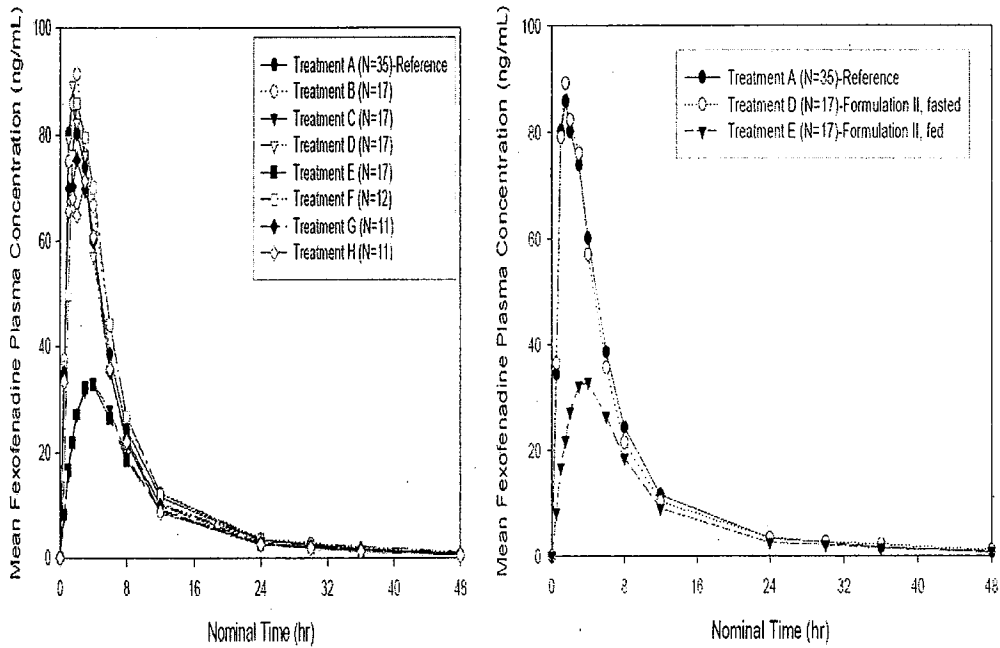 Mean Fexofenadine Plasma Concentration (ng/mL)
100
80
60
40
20
0
Treatment A (N=35)-Reference
Treatment B (N=17)
Treatment C (N=17)
Treatment D (N=17)
Treatment E (N=17)
Treatment F (N=12)
Treatment G (N=11)
Treatment H (N=11)
0
8
16
24
32
40
48
Nominal Time (hr)
Mean Fexofenadine Plasma Concentration (ng/mL)
100
80
60
40
20
0
Treatment A (N=35)-Reference
Treatment D (N=17)-Formulation II, fasted
Treatment E (N=17)-Formulation II, fed
0
8
16
24
32
40
48
Nominal Time (hr)